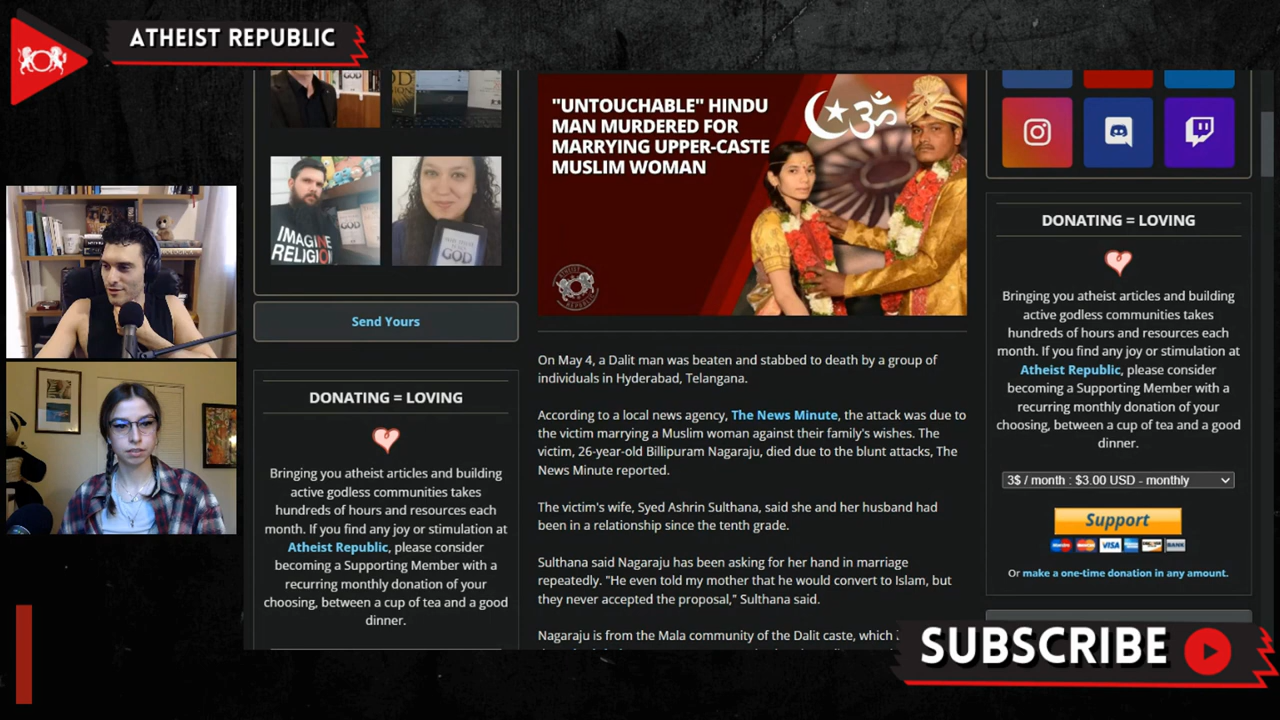 ATHEIST REPUBLIC
IMAGINE
RELIGION
GOD
Send Yours
DONATING = LOVING
Bringing you atheist articles and building
active godless communities takes
hundreds of hours and resources each
month. If you find any joy or stimulation at
Atheist Republic, please consider
becoming a Supporting Member with a
recurring monthly donation of your
choosing, between a cup of tea and a good
dinner.
"UNTOUCHABLE" HINDU
MAN MURDERED FOR
MARRYING UPPER-CASTE
MUSLIM WOMAN
ATHEIST
REPUBLIC
On May 4, a Dalit man was beaten and stabbed to death by a group of
individuals in Hyderabad, Telangana.
According to a local news agency, The News Minute, the attack was due to
the victim marrying a Muslim woman against their family's wishes. The
victim, 26-year-old Billipuram Nagaraju, died due to the blunt attacks, The
News Minute reported.
The victim's wife, Syed Ashrin Sulthana, said she and her husband had
been in a relationship since the tenth grade.
Sulthana said Nagaraju has been asking for her hand in marriage
repeatedly. "He even told my mother that he would convert to Islam, but
they never accepted the proposal," Sulthana said.
Nagaraju is from the Mala community of the Dalit caste, which
DONATING = LOVING
Bringing you atheist articles and building
active godless communities takes
hundreds of hours and resources each
month. If you find any joy or stimulation at
Atheist Republic, please consider
becoming a Supporting Member with a
recurring monthly donation of your
choosing, between a cup of tea and a good
dinner.
3$ / month : $3.00 USD - monthly
Support
VISA
BANK
Or make a one-time donation in any amount.
SUBSCRIBE